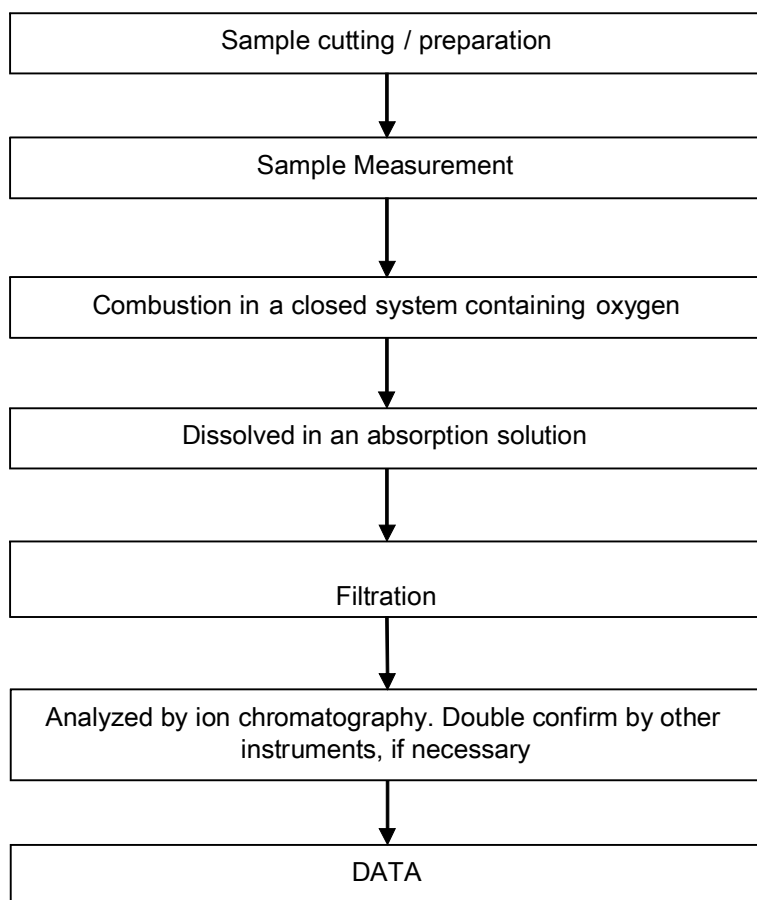 Sample cutting / preparation
Sample Measurement
Combustion in a closed system containing oxygen
Dissolved in an absorption solution
Filtration
Analyzed by ion chromatography. Double confirm by other
instruments, if necessary
DATA